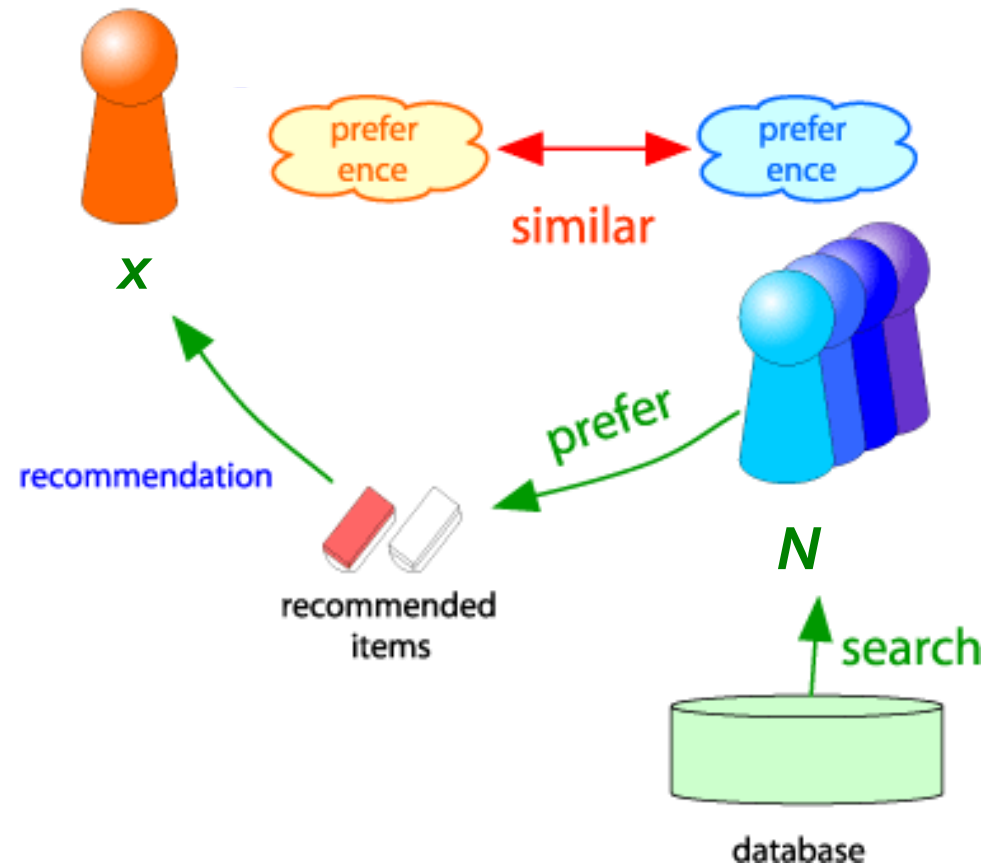 prefer
ence
prefer
ence
similar
x
prefer
recommendation
N
recommended
items
search
database